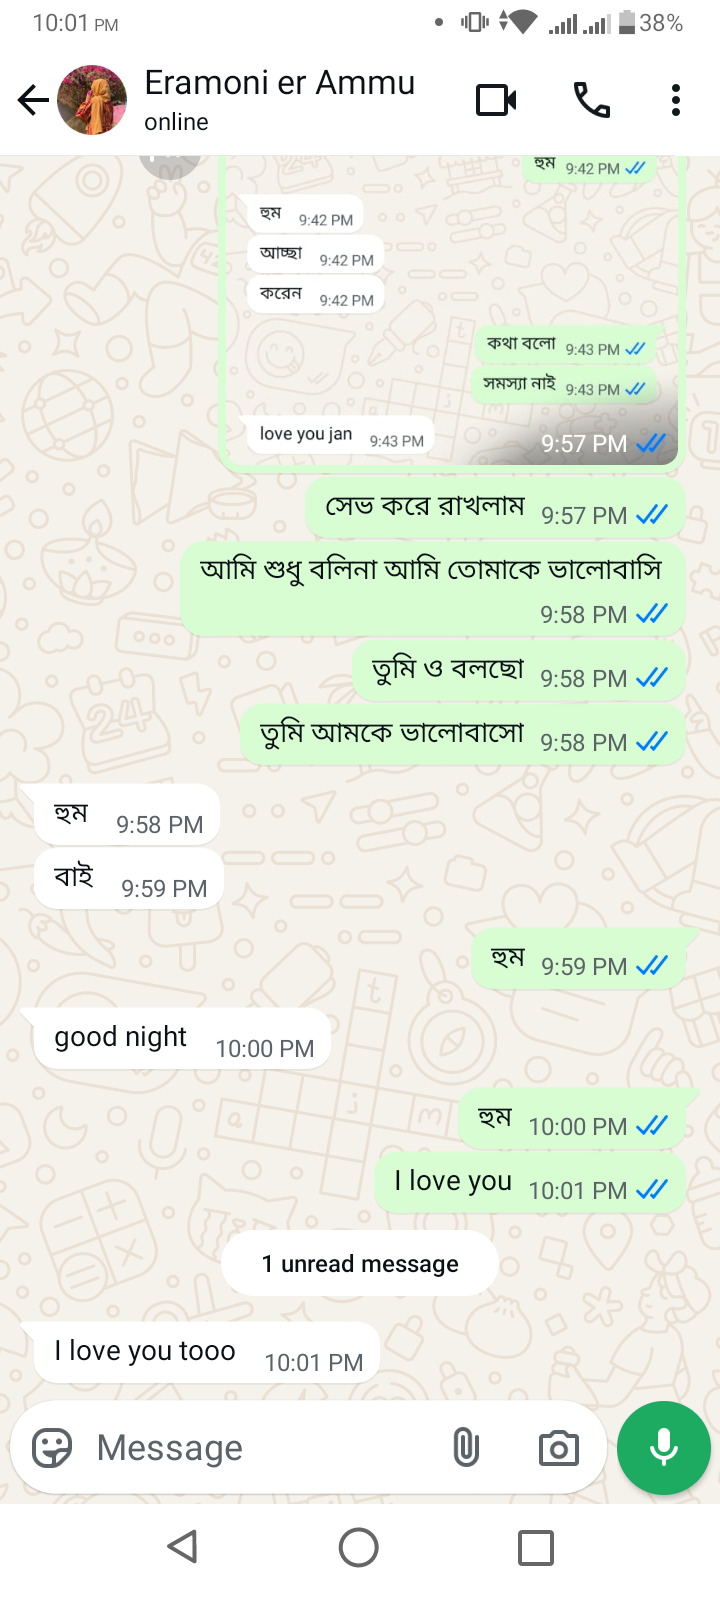 10:01 PM
38%
Eramoni er Ammu
online
হুম 9:42 PM
হুম 9:42 PM
আচ্ছা 9:42 PM
করেন 9:42 PM
কথা বলো 9:43 PM
সমস্যা নাই 9:43 PM
love you jan 9:43 PM
9:57 PM
সেভ করে রাখলাম 9:57 PM
আমি শুধু বলিনা আমি তোমাকে ভালোবাসি
9:58 PM
তুমি ও বলছো 9:58 PM
তুমি আমকে ভালোবাসো 9:58 PM
হুম 9:58 PM
বাই 9:59 PM
হুম 9:59 PM
good night 10:00 PM
হুম 10:00 PM
I love you 10:01 PM
1 unread message
I love you tooo 10:01 PM
Message